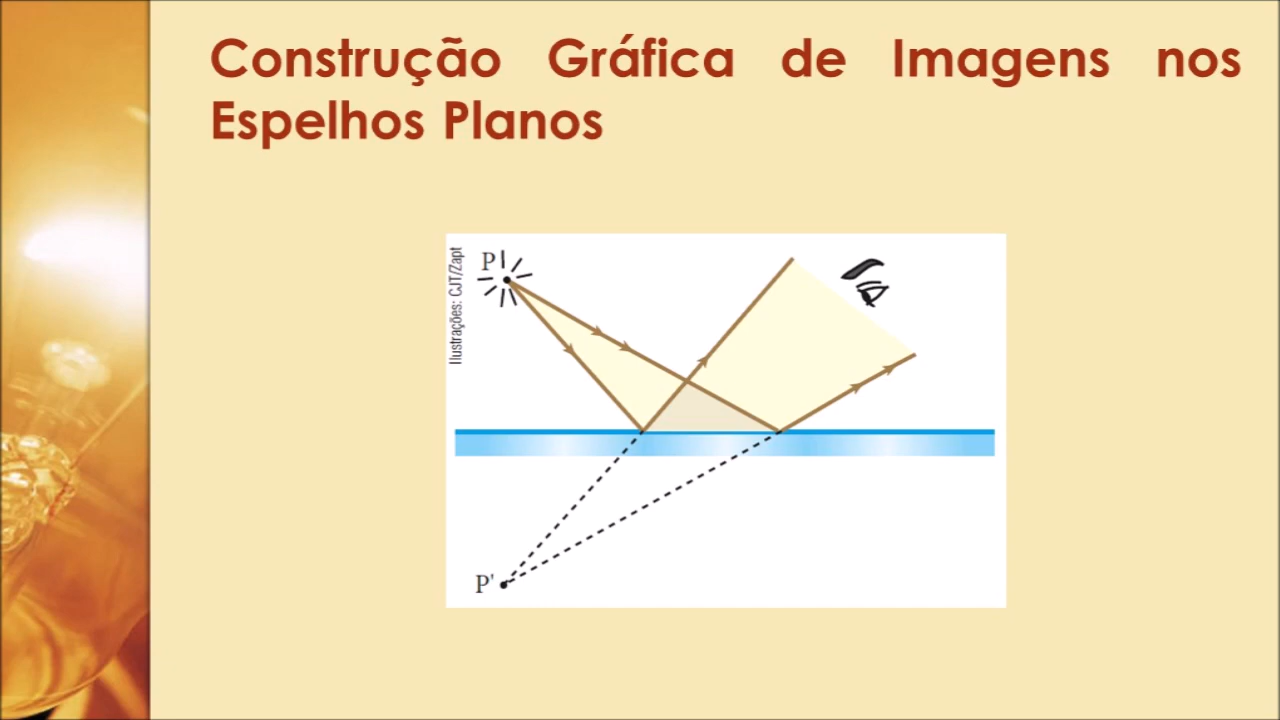 Construção Gráfica de Imagens nos
Espelhos Planos
Ilustrações: CJT/Zapt
P
P'